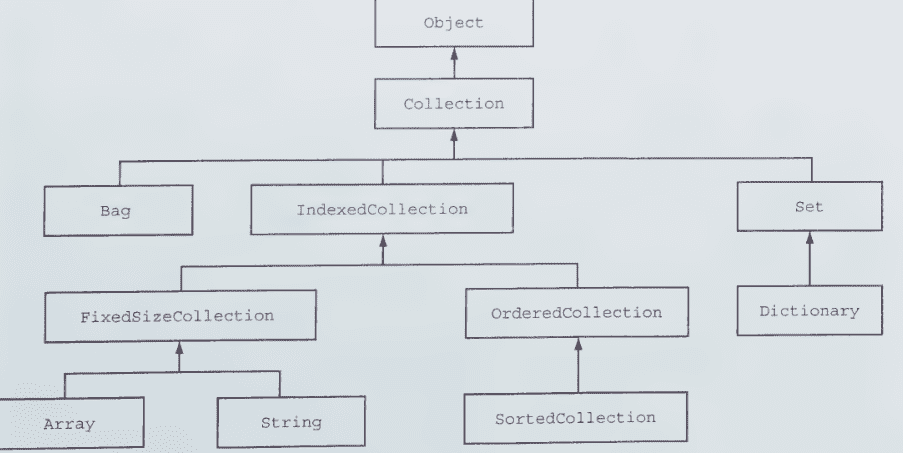 Object
Collection
Bag
IndexedCollection
Set
FixedSizeCollection
OrderedCollection
Dictionary
Array
String
SortedCollection